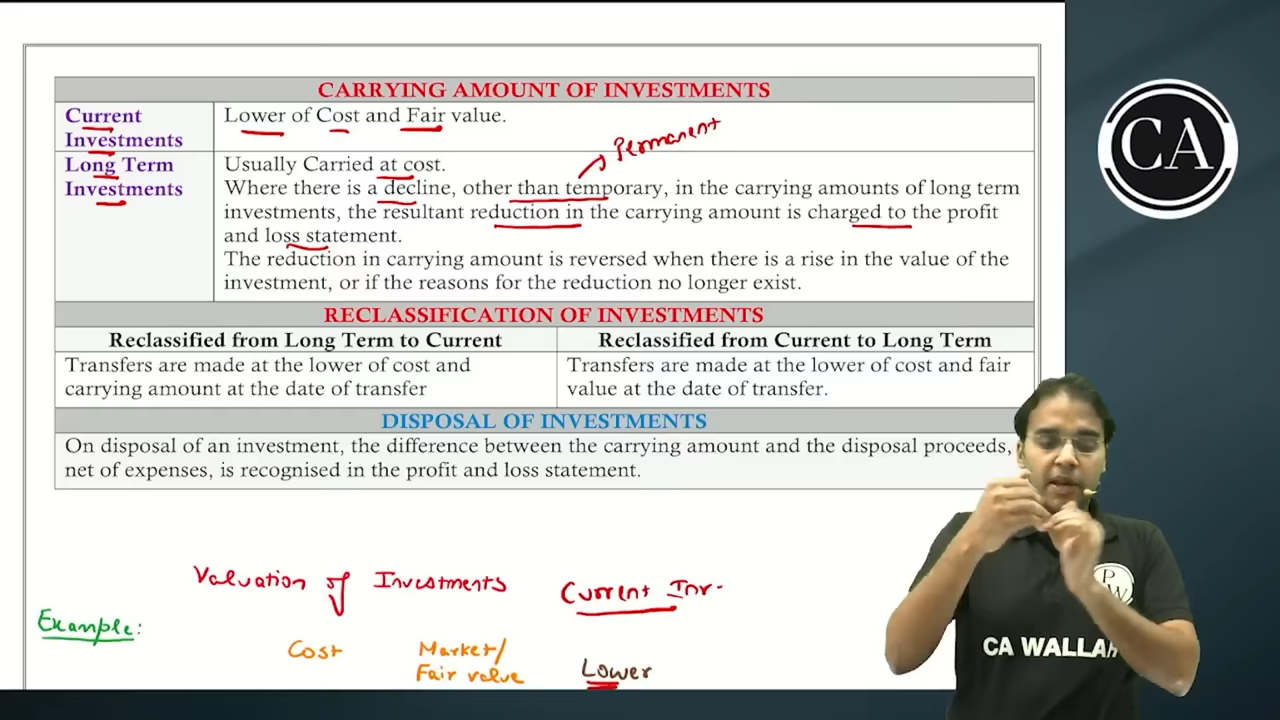 CARRYING AMOUNT OF INVESTMENTS
Current
Investments
Lower of Cost and Fair value.
Permanent
Long Term
Investments
Usually Carried at cost.
Where there is a decline, other than temporary, in the carrying amounts of long term
investments, the resultant reduction in the carrying amount is charged to the profit
and loss statement.
The reduction in carrying amount is reversed when there is a rise in the value of the
investment, or if the reasons for the reduction no longer exist.
RECLASSIFICATION OF INVESTMENTS
Reclassified from Long Term to Current
Transfers are made at the lower of cost and
carrying amount at the date of transfer
Reclassified from Current to Long Term
Transfers are made at the lower of cost and fair
value at the date of transfer.
DISPOSAL OF INVESTMENTS
On disposal of an investment, the difference between the carrying amount and the disposal proceeds,
net of expenses, is recognised in the profit and loss statement.
Valuation of Investments
Current Inv.
Example:
Cost
Market/
Fair value
Lower
CA
PW
CA WALLAH